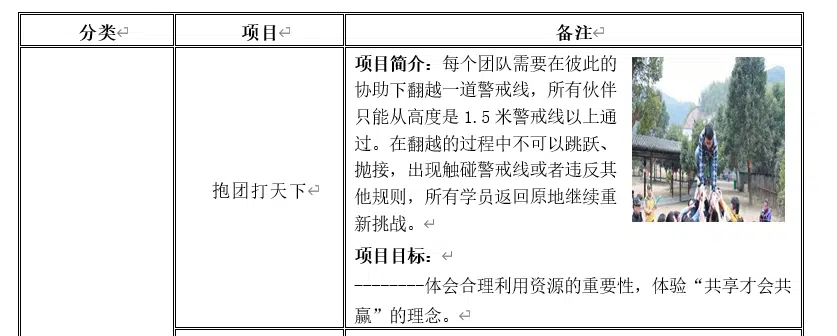 分类 项目 备注
项目简介：每个团队需要在彼此的
协助下翻越一道警戒线，所有伙伴
只能从高度是 1.5 米警戒线以上通
过。在翻越的过程中不可以跳跃、
抛接，出现触碰警戒线或者违反其
抱团打天下
他规则，所有学员返回原地继续重
新挑战。
项目目标：
--------体会合理利用资源的重要性，体验“共享才会共
赢”的理念。